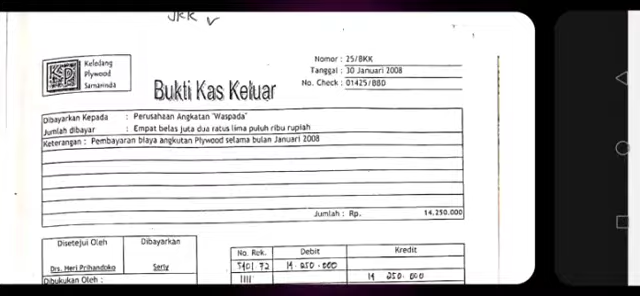 JKK v
Keledang
Plywood
Samarinda
KP
Nomor : 25/BKK
Tanggal : 30 Januari 2008
No. Check : 01425/BBD
Bukti Kas Keluar
Dibayarkan Kepada : Perusahaan Angkatan "Waspada"
Jumlah dibayar : Empat belas juta dua ratus lima puluh ribu rupiah
Keterangan : Pembayaran biaya angkutan Plywood selama bulan Januari 2008
Jumlah : Rp. 14.250.000
Disetejui Oleh Dibayarkan
Drs. Heri Prihandoko Serly
Dibukukan Oleh :
No. Rek. Debit Kredit
5401 72 14.250.000
1111 14.250.000